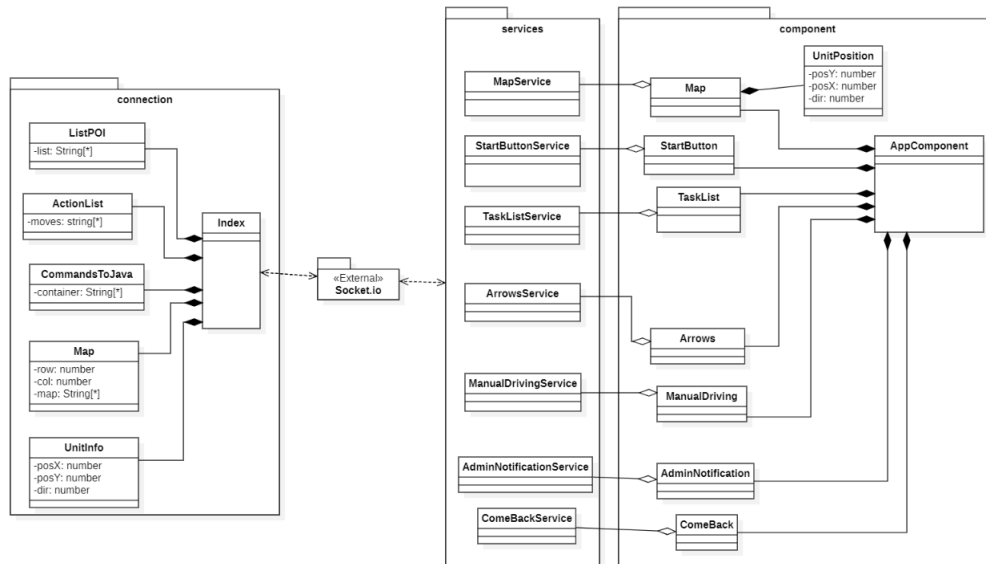 connection
ListPOI
-list: String[*]
ActionList
-moves: string[*]
CommandsToJava
-container: String[*]
Map
-row: number
-col: number
-map: String[*]
UnitInfo
-posX: number
-posY: number
-dir: number
Index
«External»
Socket.io
services
MapService
StartButtonService
TaskListService
ArrowsService
ManualDrivingService
AdminNotificationService
ComeBackService
component
UnitPosition
-posY: number
-posX: number
-dir: number
Map
StartButton
TaskList
Arrows
ManualDriving
AdminNotification
ComeBack
AppComponent